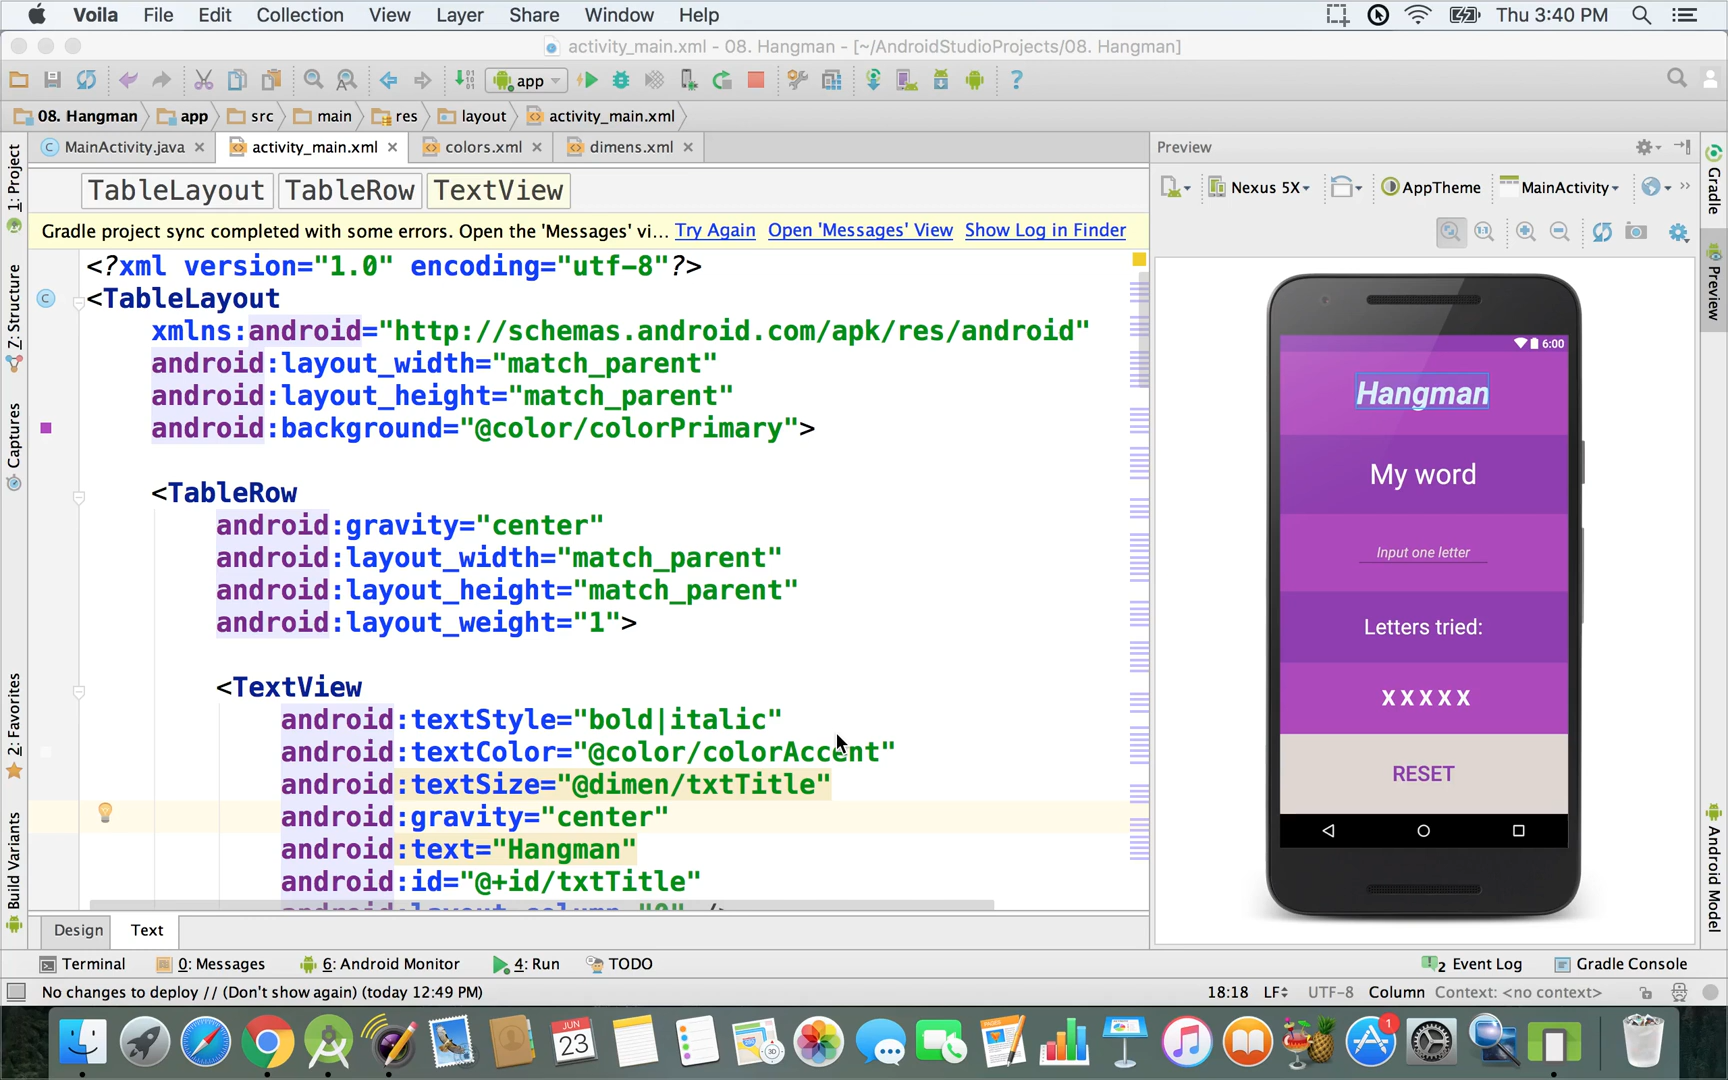 Voila File Edit Collection View Layer Share Window Help Thu 3:40 PM
activity_main.xml - 08. Hangman - [~/AndroidStudioProjects/08. Hangman]
app
08. Hangman app src main res layout activity_main.xml
MainActivity.java activity_main.xml colors.xml dimens.xml
Preview
TableLayout TableRow TextView
Nexus 5X AppTheme MainActivity
Gradle project sync completed with some errors. Open the 'Messages' vi... Try Again Open 'Messages' View Show Log in Finder
<?xml version="1.0" encoding="utf-8"?>
<TableLayout
xmlns:android="http://schemas.android.com/apk/res/android"
android:layout_width="match_parent"
android:layout_height="match_parent"
android:background="@color/colorPrimary">
<TableRow
android:gravity="center"
android:layout_width="match_parent"
android:layout_height="match_parent"
android:layout_weight="1">
<TextView
android:textStyle="bold|italic"
android:textColor="@color/colorAccent"
android:textSize="@dimen/txtTitle"
android:gravity="center"
android:text="Hangman"
android:id="@+id/txtTitle"
android:layout_column="0" />
6:00
Hangman
My word
Input one letter
Letters tried:
X X X X X
RESET
1: Project
7: Structure
Captures
2: Favorites
Build Variants
Gradle
Preview
Android Model
Design Text
Terminal 0: Messages 6: Android Monitor 4: Run TODO 2 Event Log Gradle Console
No changes to deploy // (Don't show again) (today 12:49 PM) 18:18 LF UTF-8 Column Context: <no context>
JUN
23
3D
1